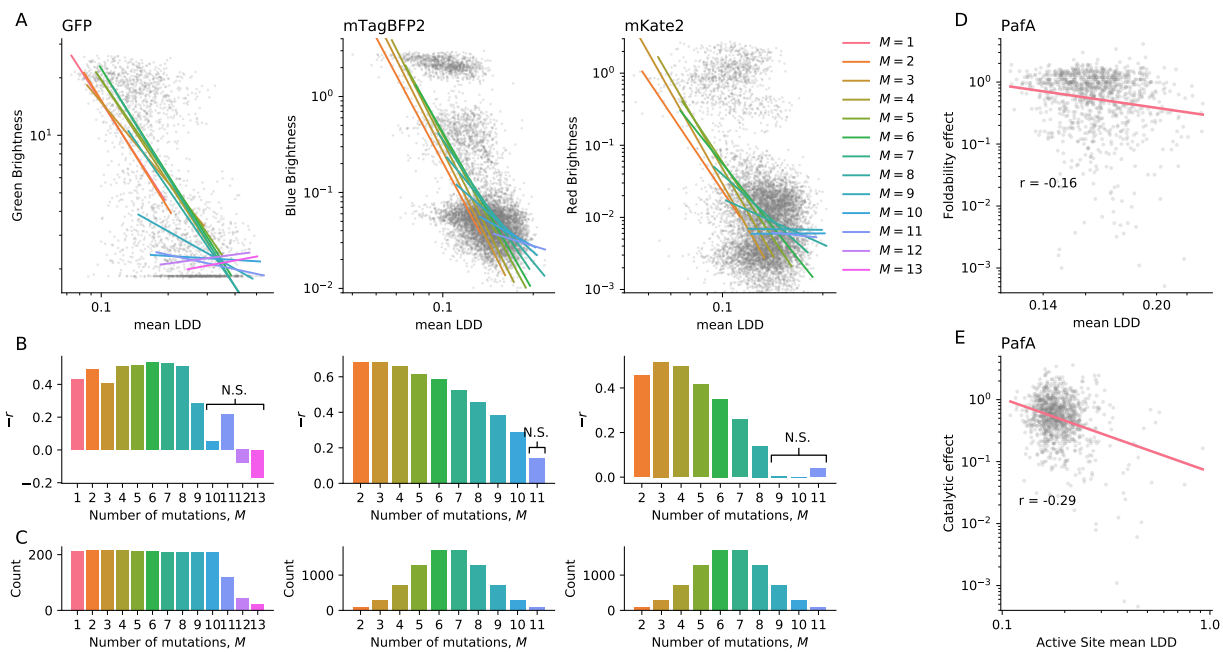 A
GFP
mTagBFP2
mKate2
D
PafA
10¹
Green Brightness
0.1
mean LDD
10⁰
10⁻¹
10⁻²
Blue Brightness
0.1
mean LDD
10⁰
10⁻¹
10⁻²
10⁻³
Red Brightness
0.1
mean LDD
M = 1
M = 2
M = 3
M = 4
M = 5
M = 6
M = 7
M = 8
M = 9
M = 10
M = 11
M = 12
M = 13
10⁰
10⁻¹
10⁻²
10⁻³
Foldability effect
r = -0.16
0.14 0.20
mean LDD
B
0.4
0.2
0.0
−0.2
−r
N.S.
1 2 3 4 5 6 7 8 9 10 11 12 13
Number of mutations, M
0.6
0.4
0.2
0.0
N.S.
2 3 4 5 6 7 8 9 10 11
Number of mutations, M
0.4
0.2
0.0
N.S.
2 3 4 5 6 7 8 9 10 11
Number of mutations, M
C
200
0
Count
1 2 3 4 5 6 7 8 9 10 11 12 13
Number of mutations, M
1000
0
Count
2 3 4 5 6 7 8 9 10 11
Number of mutations, M
1000
0
Count
2 3 4 5 6 7 8 9 10 11
Number of mutations, M
E
PafA
10⁰
10⁻¹
10⁻²
10⁻³
Catalytic effect
r = -0.29
0.1 0.2 1.0
Active Site mean LDD